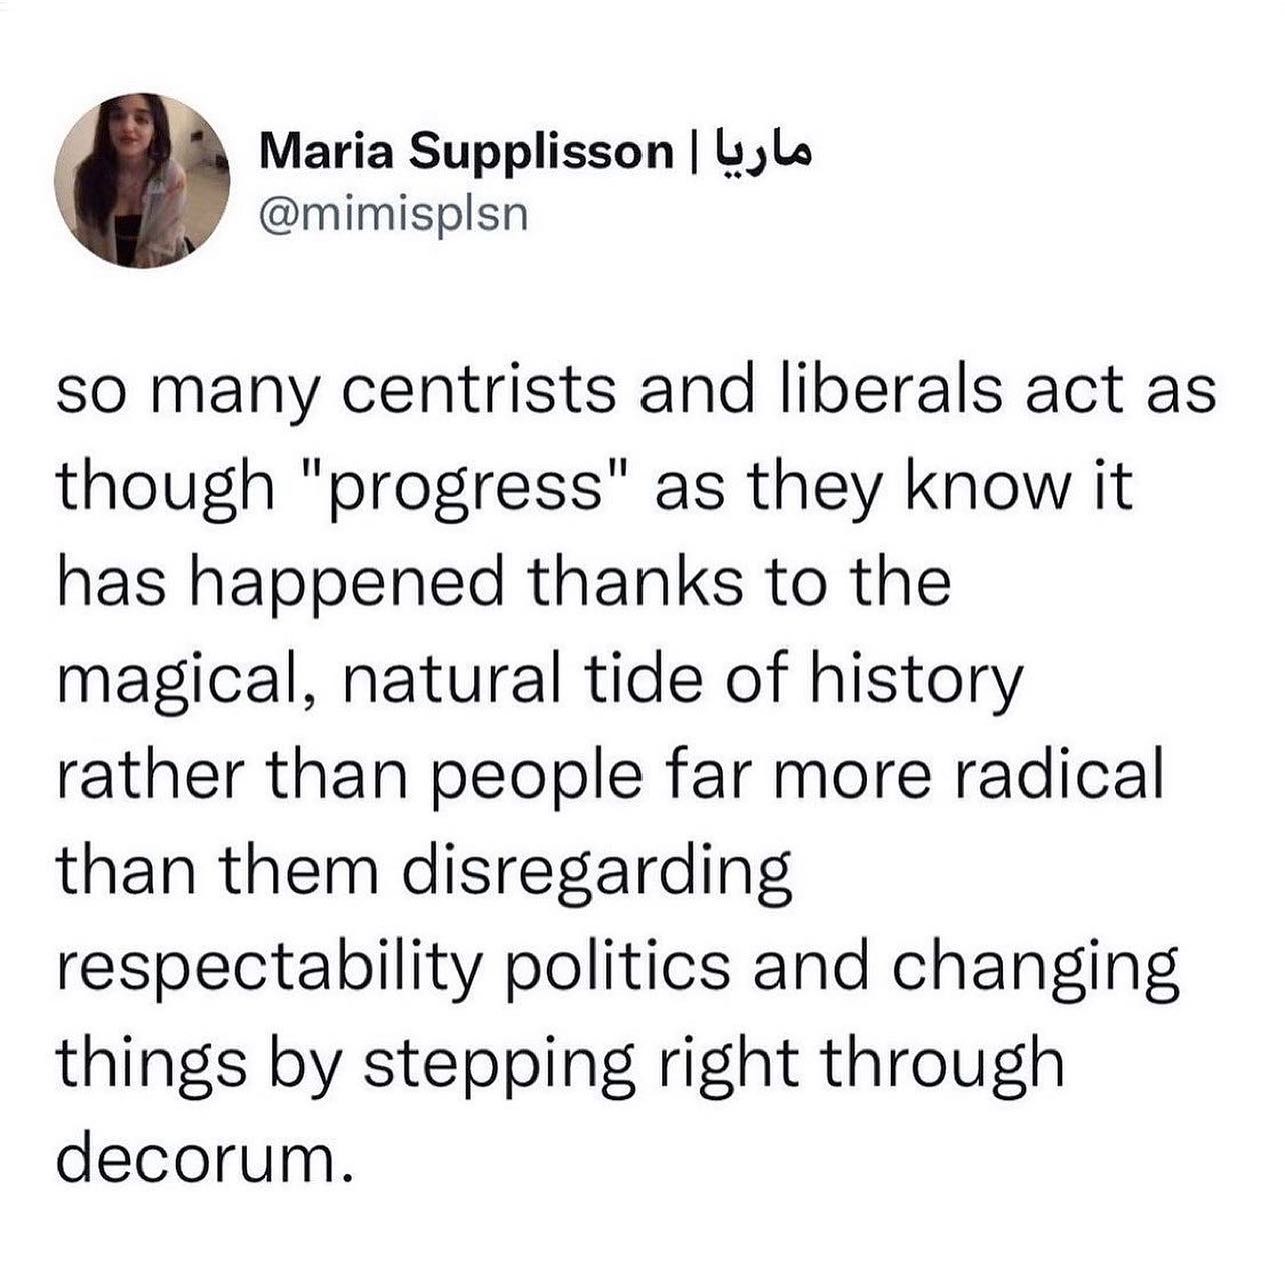 Maria Supplisson | ماريا
@mimisplsn
so many centrists and liberals act as
though "progress" as they know it
has happened thanks to the
magical, natural tide of history
rather than people far more radical
than them disregarding
respectability politics and changing
things by stepping right through
decorum.